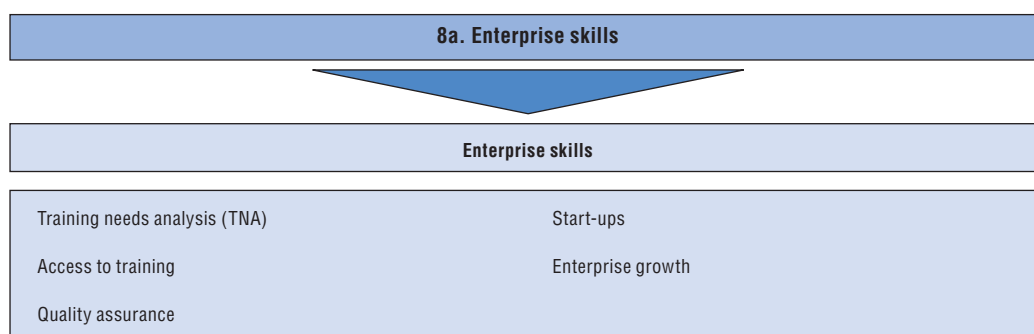 8a. Enterprise skills
Enterprise skills
Training needs analysis (TNA)
Start-ups
Access to training
Enterprise growth
Quality assurance